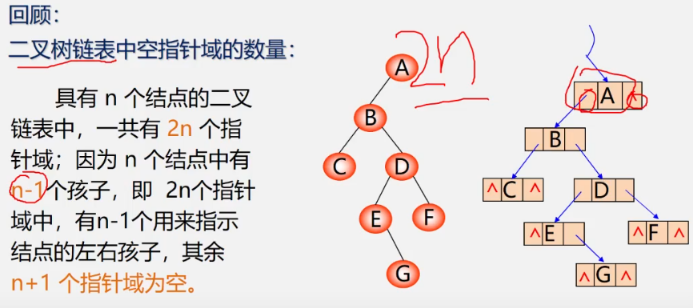 回顾：
二叉树链表中空指针域的数量：
具有 n 个结点的二叉
链表中，一共有 2n 个指
针域；因为 n 个结点中有
n-1个孩子，即 2n个指针
域中，有n-1个用来指示
结点的左右孩子，其余
n+1 个指针域为空。
2n
A
B
C
D
E
F
G
A
B
^ C ^
D
^ E
^ F ^
^ G ^